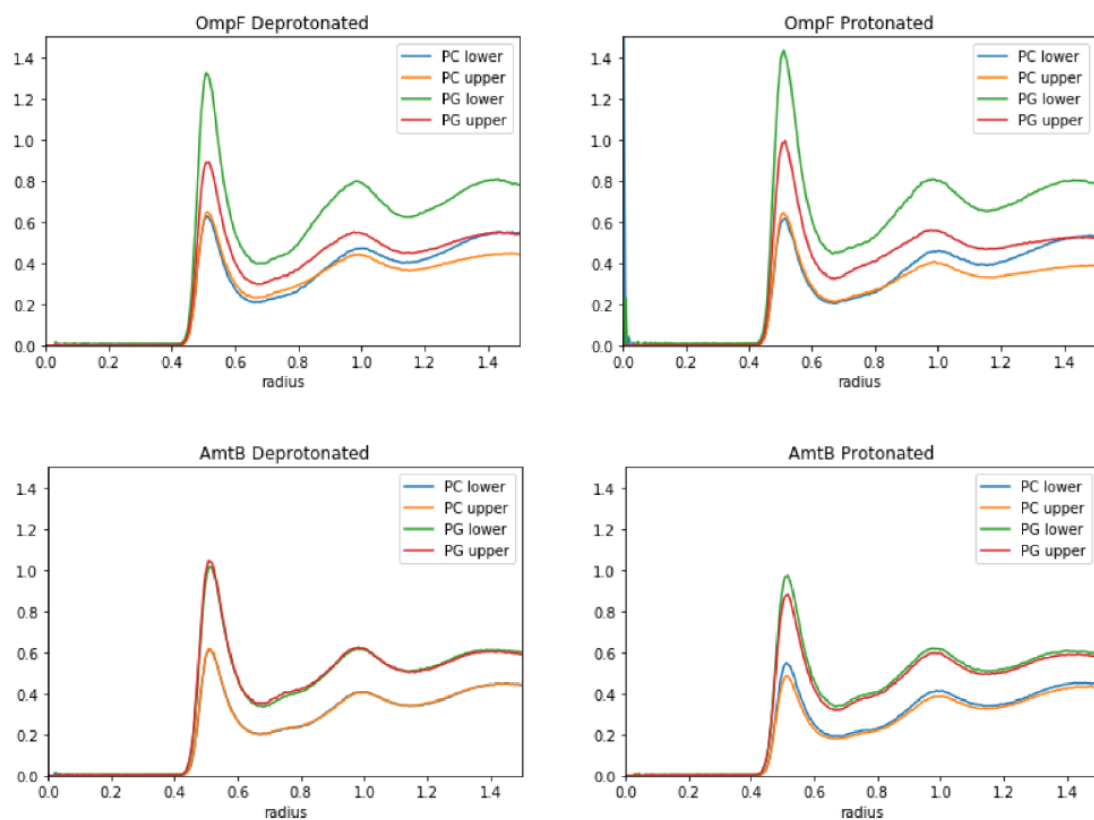 OmpF Deprotonated
1.4
1.2
1.0
0.8
0.6
0.4
0.2
0.0
PC lower
PC upper
PG lower
PG upper
0.0 0.2 0.4 0.6 0.8 1.0 1.2 1.4
radius
OmpF Protonated
1.4
1.2
1.0
0.8
0.6
0.4
0.2
0.0
PC lower
PC upper
PG lower
PG upper
0.0 0.2 0.4 0.6 0.8 1.0 1.2 1.4
radius
AmtB Deprotonated
1.4
1.2
1.0
0.8
0.6
0.4
0.2
0.0
PC lower
PC upper
PG lower
PG upper
0.0 0.2 0.4 0.6 0.8 1.0 1.2 1.4
radius
AmtB Protonated
1.4
1.2
1.0
0.8
0.6
0.4
0.2
0.0
PC lower
PC upper
PG lower
PG upper
0.0 0.2 0.4 0.6 0.8 1.0 1.2 1.4
radius